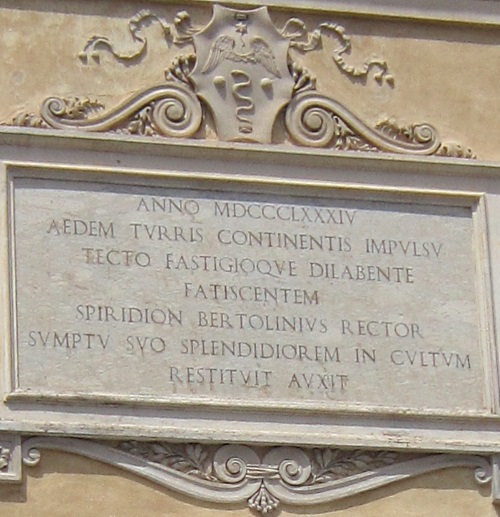 ANNO MDCCCLXXXIV
AEDEM TVRRIS CONTINENTIS IMPVLSV
TECTO FASTIGIOQVE DILABENTE
FATISCENTEM
SPIRIDION BERTOLINIVS RECTOR
SVMPTV SVO SPLENDIDIOREM IN CVLTVM
RESTITVIT AVXIT